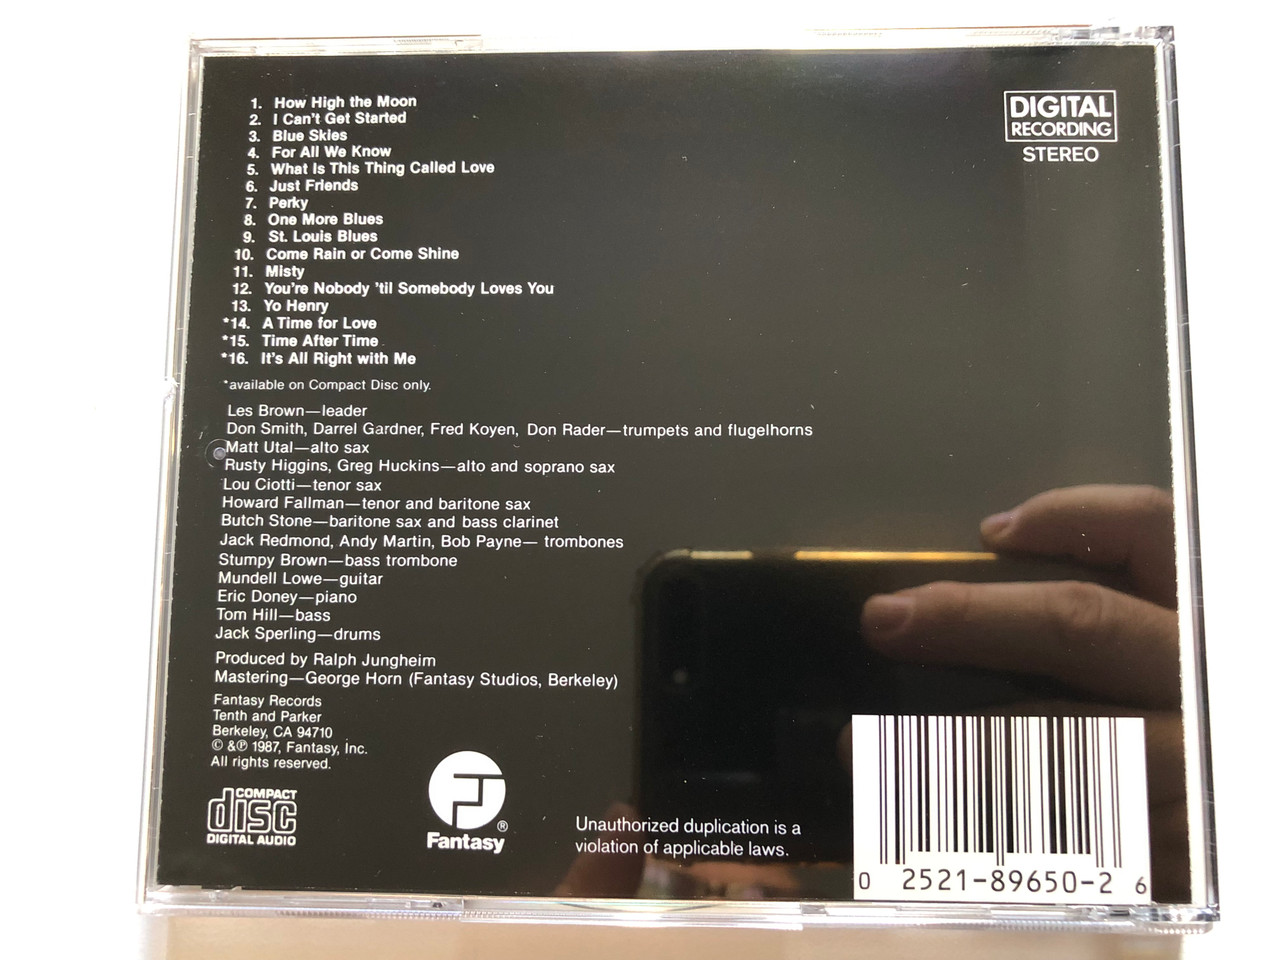 1. How High the Moon
2. I Can't Get Started
3. Blue Skies
4. For All We Know
5. What Is This Thing Called Love
6. Just Friends
7. Perky
8. One More Blues
9. St. Louis Blues
10. Come Rain or Come Shine
11. Misty
12. You're Nobody 'til Somebody Loves You
13. Yo Henry
*14. A Time for Love
*15. Time After Time
*16. It's All Right with Me
*available on Compact Disc only.
DIGITAL
RECORDING
STEREO
Les Brown—leader
Don Smith, Darrel Gardner, Fred Koyen, Don Rader—trumpets and flugelhorns
Matt Utal—alto sax
Rusty Higgins, Greg Huckins—alto and soprano sax
Lou Ciotti—tenor sax
Howard Fallman—tenor and baritone sax
Butch Stone—baritone sax and bass clarinet
Jack Redmond, Andy Martin, Bob Payne— trombones
Stumpy Brown—bass trombone
Mundell Lowe—guitar
Eric Doney—piano
Tom Hill—bass
Jack Sperling—drums
Produced by Ralph Jungheim
Mastering—George Horn (Fantasy Studios, Berkeley)
Fantasy Records
Tenth and Parker
Berkeley, CA 94710
© & ℗ 1987, Fantasy, Inc.
All rights reserved.
COMPACT
disc
DIGITAL AUDIO
®
Fantasy
Unauthorized duplication is a
violation of applicable laws.
0 2521-89650-2 6